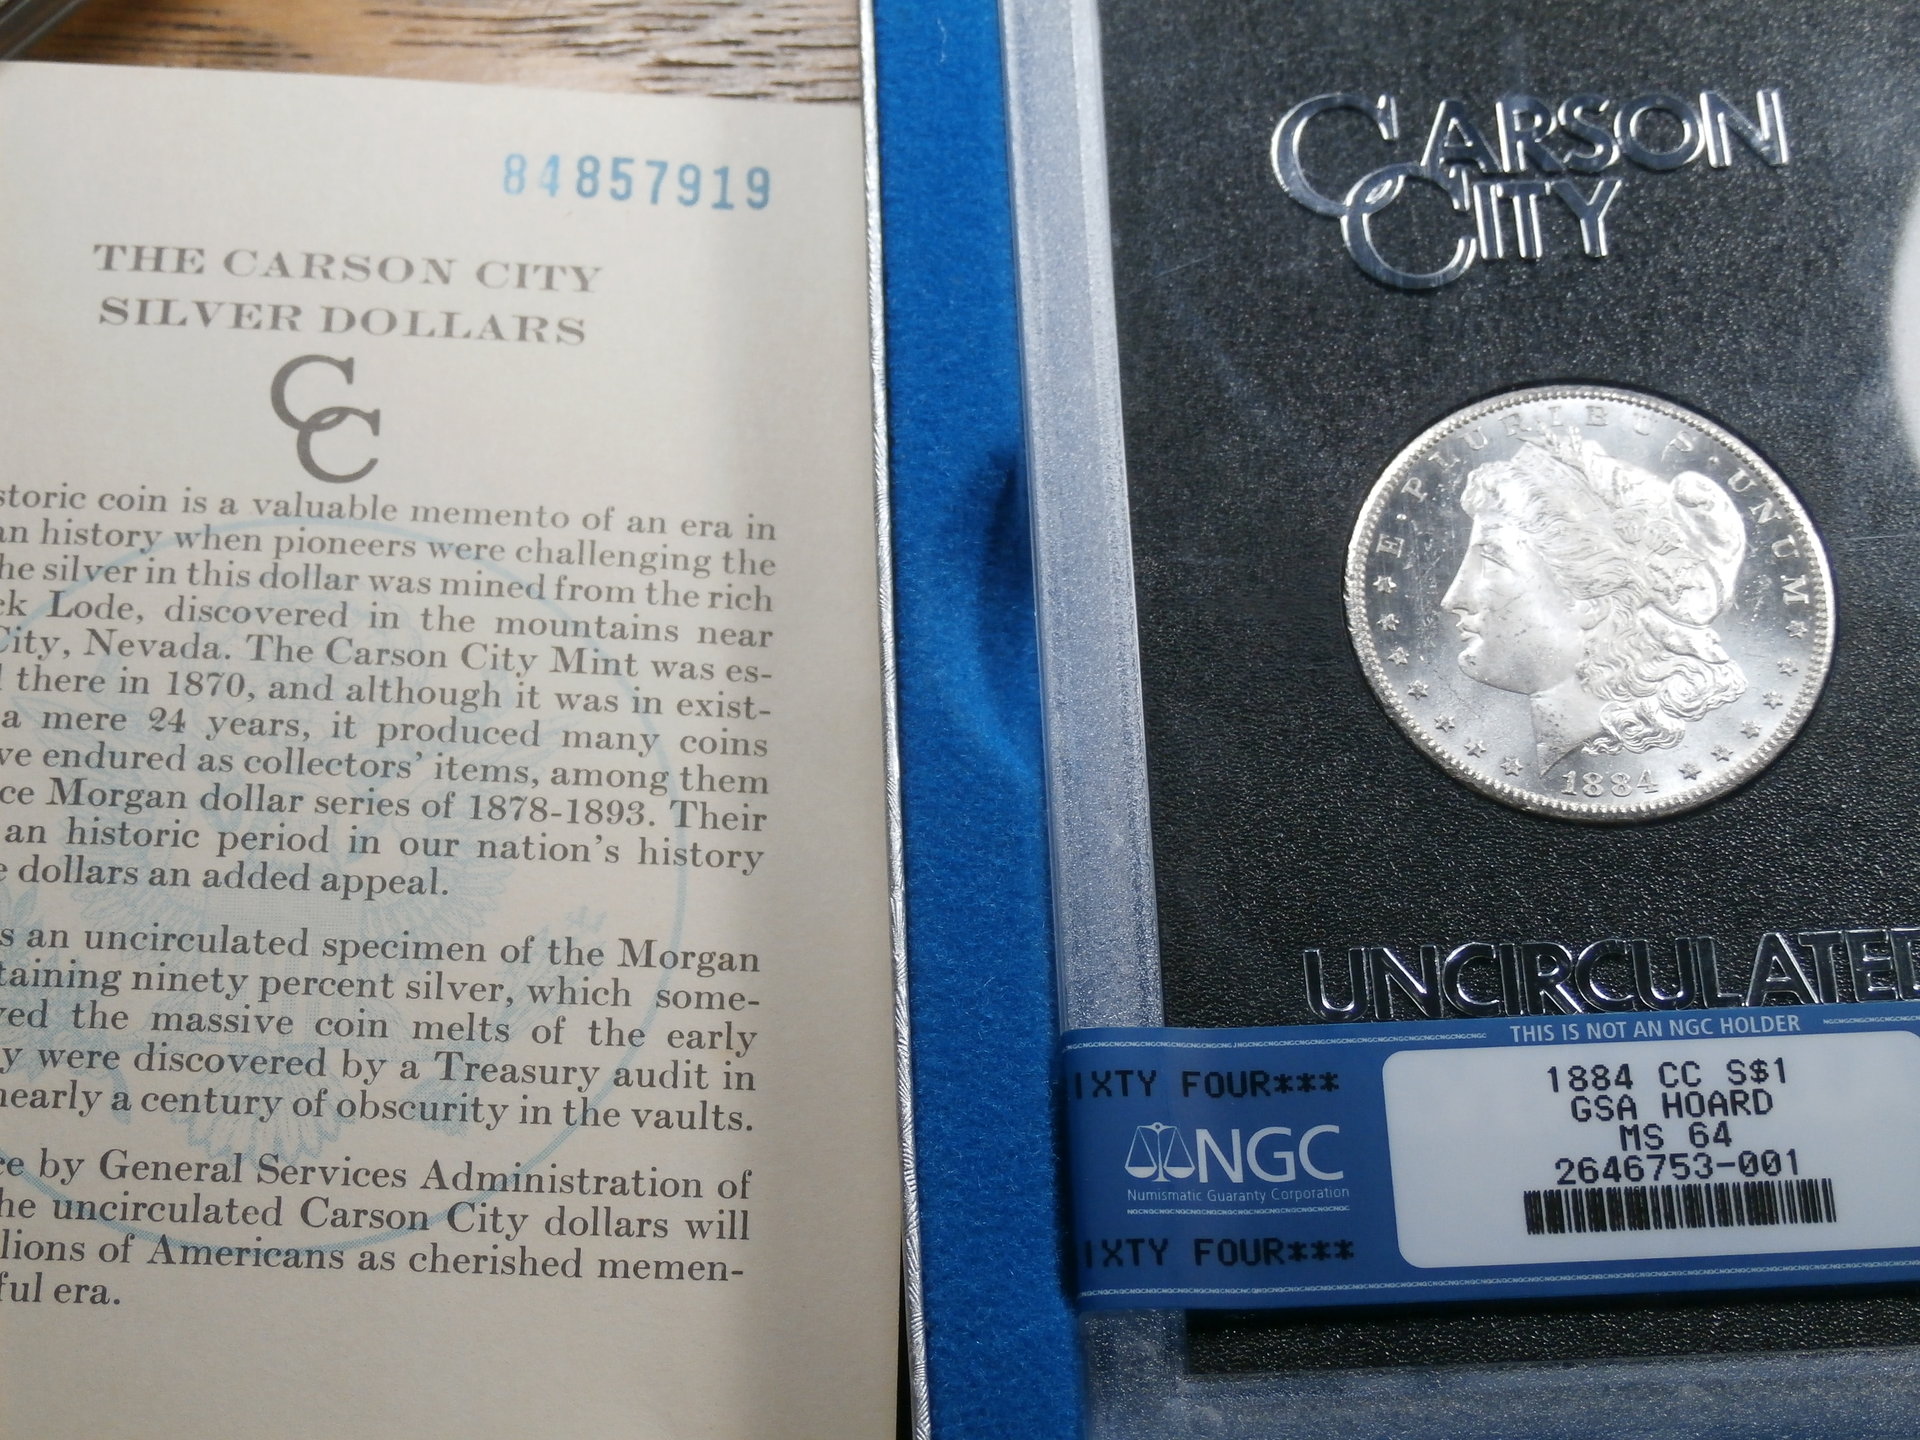 84857919
THE CARSON CITY
SILVER DOLLARS
CC
storic coin is a valuable memento of an era in
an history when pioneers were challenging the
he silver in this dollar was mined from the rich
ck Lode, discovered in the mountains near
City, Nevada. The Carson City Mint was es-
there in 1870, and although it was in exist-
a mere 24 years, it produced many coins
ve endured as collectors' items, among them
ce Morgan dollar series of 1878-1893. Their
an historic period in our nation's history
e dollars an added appeal.
s an uncirculated specimen of the Morgan
taining ninety percent silver, which some-
ved the massive coin melts of the early
y were discovered by a Treasury audit in
nearly a century of obscurity in the vaults.
ce by General Services Administration of
he uncirculated Carson City dollars will
lions of Americans as cherished memen-
ful era.
CARSON
CITY
E·PLURIBUS·UNUM
1884
UNCIRCULATED
THIS IS NOT AN NGC HOLDER
IXTY FOUR***
NGC
Numismatic Guaranty Corporation
IXTY FOUR***
1884 CC S$1
GSA HOARD
MS 64
2646753-001